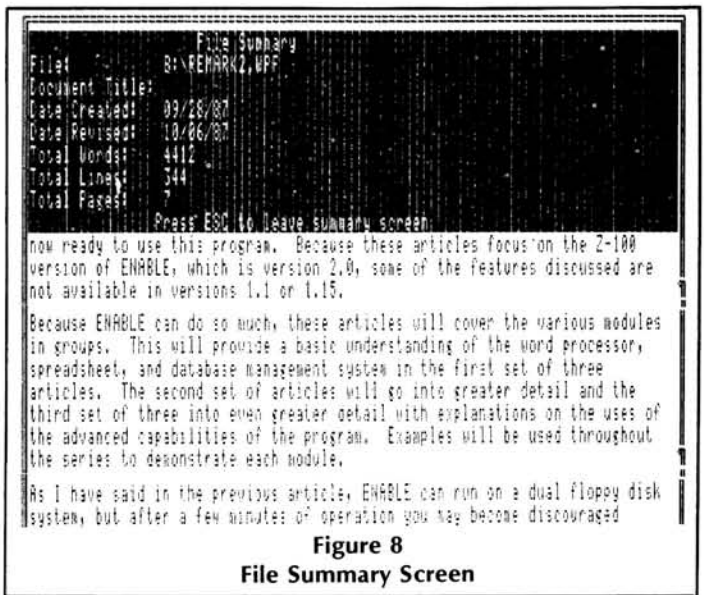 File Summary
File: B:\REMARK2.WPF
Document Title:
Date Created: 09/28/87
Date Revised: 10/06/87
Total Words: 4412
Total Lines: 344
Total Pages: 7
Press ESC to leave summary screen
now ready to use this program. Because these articles focus on the Z-100
version of ENABLE, which is version 2.0, some of the features discussed are
not available in versions 1.1 or 1.15.
Because ENABLE can do so much, these articles will cover the various modules
in groups. This will provide a basic understanding of the word processor,
spreadsheet, and database management system in the first set of three
articles. The second set of articles will go into greater detail and the
third set of three into even greater detail with explanations on the uses of
the advanced capabilities of the program. Examples will be used throughout
the series to demonstrate each module.
As I have said in the previous article, ENABLE can run on a dual floppy disk
system, but after a few minutes of operation you may become discouraged
Figure 8
File Summary Screen